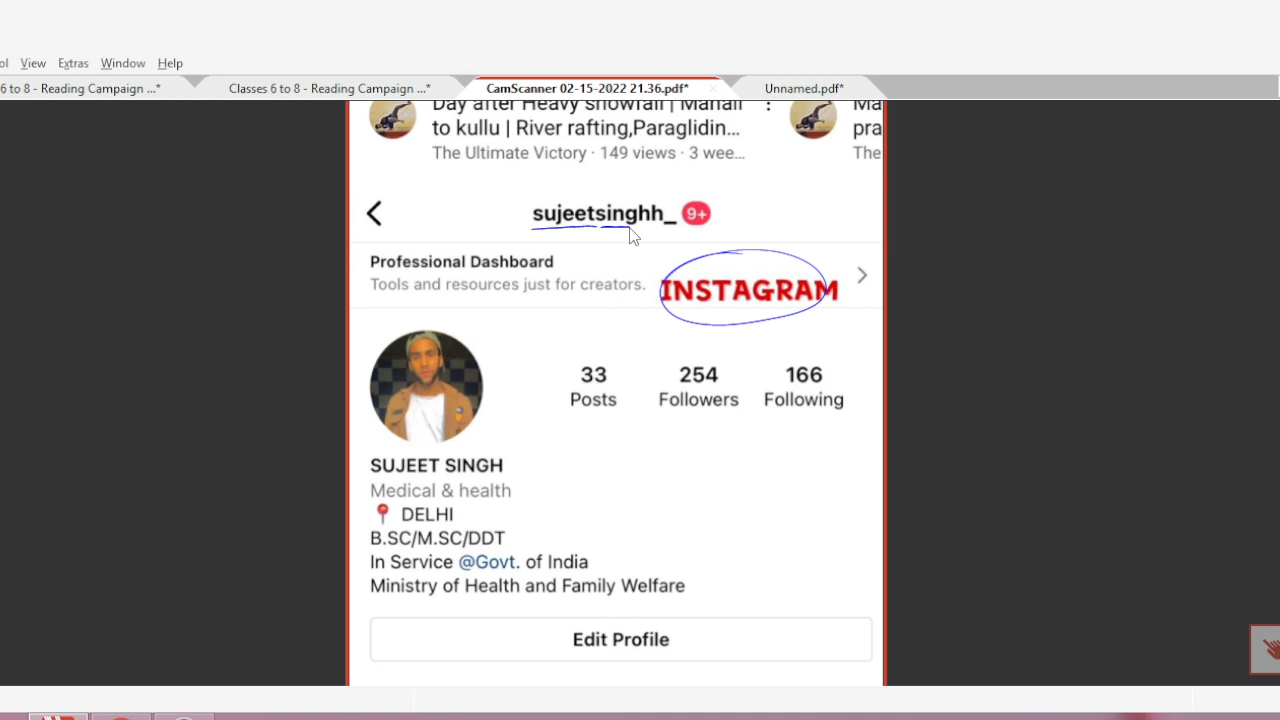 ol View Extras Window Help
6 to 8 - Reading Campaign ...* Classes 6 to 8 - Reading Campaign ...* CamScanner 02-15-2022 21.36.pdf* Unnamed.pdf*
Day after Heavy snowfall | Manali Ma
to kullu | River rafting,Paraglidin... pra
The Ultimate Victory · 149 views · 3 wee... The
sujeetsinghh_ 9+
Professional Dashboard
Tools and resources just for creators. INSTAGRAM
33 254 166
Posts Followers Following
SUJEET SINGH
Medical & health
📍 DELHI
B.SC/M.SC/DDT
In Service @Govt. of India
Ministry of Health and Family Welfare
Edit Profile